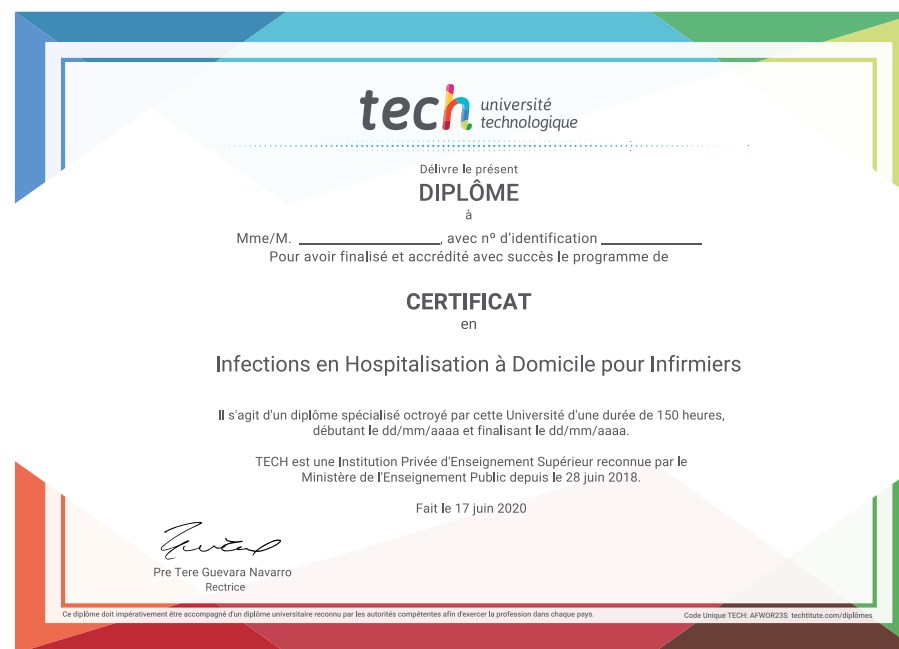 tech université
technologique
Délivre le présent
DIPLÔME
à
Mme/M. ____________________, avec nº d'identification ______________
Pour avoir finalisé et accrédité avec succès le programme de
CERTIFICAT
en
Infections en Hospitalisation à Domicile pour Infirmiers
Il s'agit d'un diplôme spécialisé octroyé par cette Université d'une durée de 150 heures,
débutant le dd/mm/aaaa et finalisant le dd/mm/aaaa.
TECH est une Institution Privée d'Enseignement Supérieur reconnue par le
Ministère de l'Enseignement Public depuis le 28 juin 2018.
Fait le 17 juin 2020
Pre Tere Guevara Navarro
Rectrice
Ce diplôme doit impérativement être accompagné d'un diplôme universitaire reconnu par les autorités compétentes afin d'exercer la profession dans chaque pays.
Code Unique TECH: AFWOR23S techtitute.com/diplômes